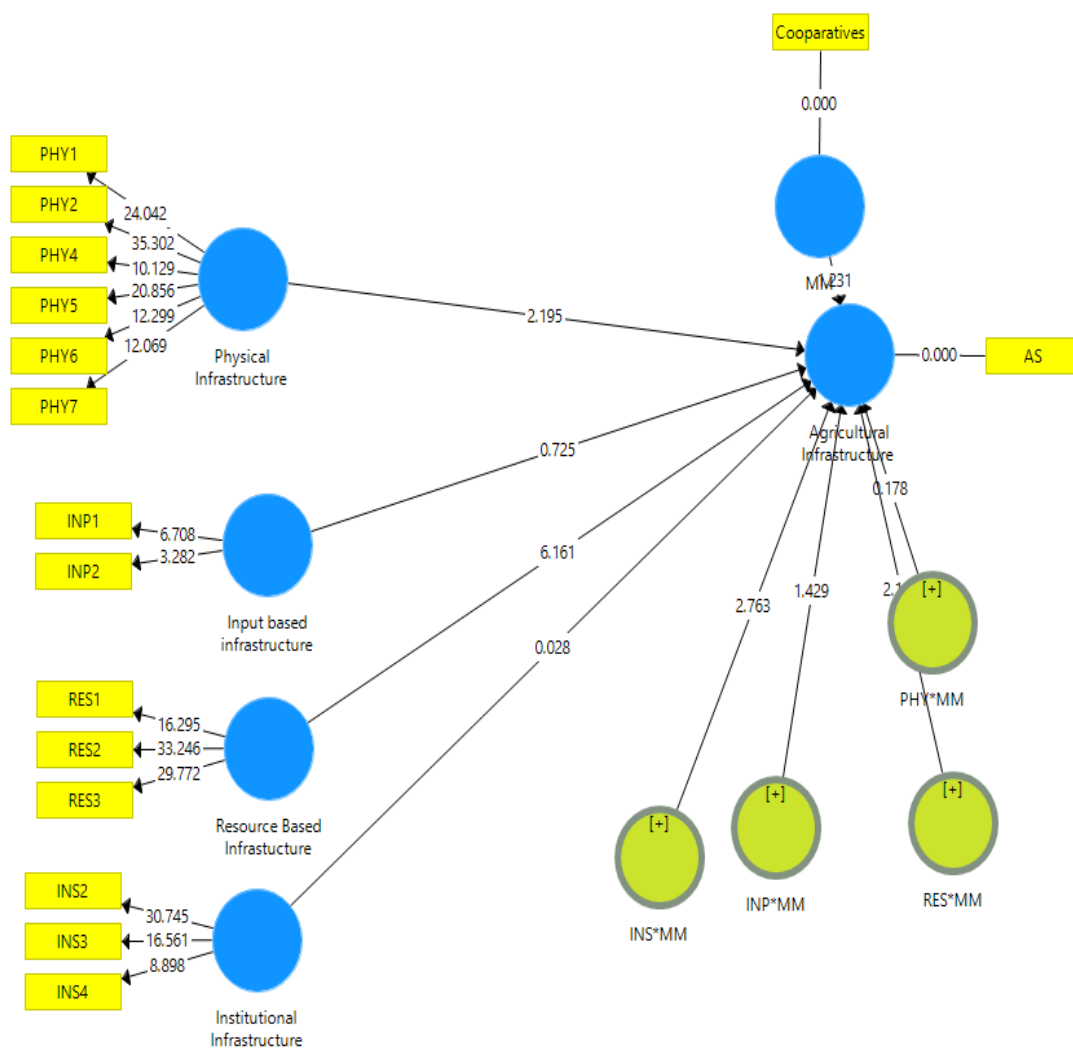 Cooparatives
0.000
MM
PHY1
PHY2
PHY4
PHY5
PHY6
PHY7
24.042
35.302
10.129
20.856
12.299
12.069
Physical
Infrastructure
2.195
0.000
AS
Agricultural
Infrastructure
INP1
INP2
6.708
3.282
Input based
infrastructure
0.725
RES1
RES2
RES3
16.295
33.246
29.772
Resource Based
Infrastucture
6.161
INS2
INS3
INS4
30.745
16.561
8.898
Institutional
Infrastructure
0.028
2.763
1.429
0.178
[+]
PHY*MM
[+]
INS*MM
[+]
INP*MM
[+]
RES*MM